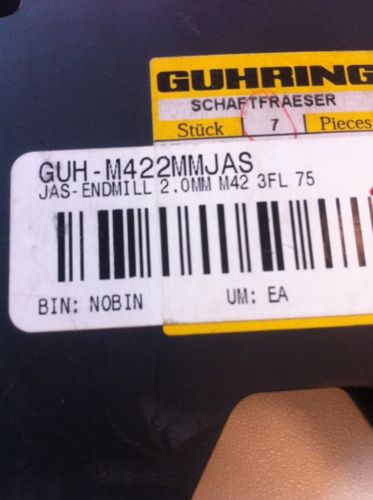 GUHRING
SCHAFTFRAESER
Stück 7 Pieces
GUH-M422MMJAS
JAS-ENDMILL 2.0MM M42 3FL 75
BIN: NOBIN UM: EA